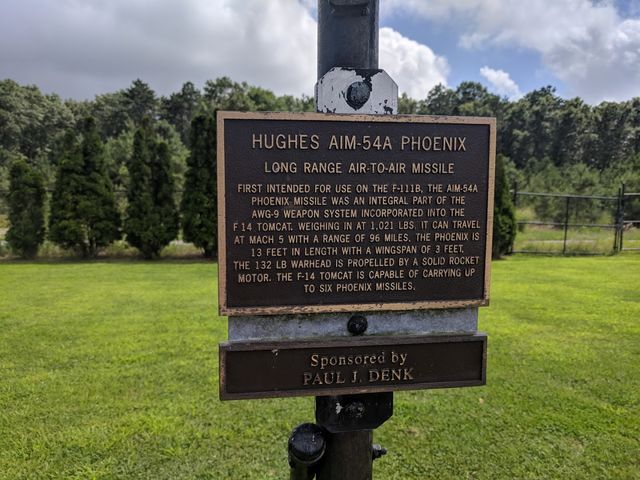 HUGHES AIM-54A PHOENIX
LONG RANGE AIR-TO-AIR MISSILE
FIRST INTENDED FOR USE ON THE F-111B, THE AIM-54A
PHOENIX MISSILE WAS AN INTEGRAL PART OF THE
AWG-9 WEAPON SYSTEM INCORPORATED INTO THE
F 14 TOMCAT. WEIGHING IN AT 1,021 LBS. IT CAN TRAVEL
AT MACH 5 WITH A RANGE OF 96 MILES. THE PHOENIX IS
13 FEET IN LENGTH WITH A WINGSPAN OF 3 FEET.
THE 132 LB WARHEAD IS PROPELLED BY A SOLID ROCKET
MOTOR. THE F-14 TOMCAT IS CAPABLE OF CARRYING UP
TO SIX PHOENIX MISSILES.
Sponsored by
PAUL J. DENK